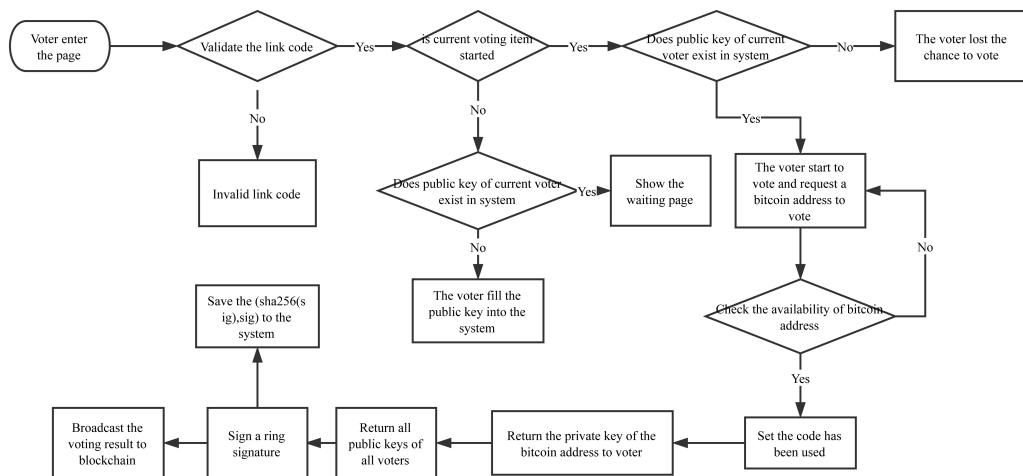 Voter enter
the page
Validate the link code
Yes
is current voting item
started
Yes
Does public key of current
voter exist in system
No
The voter lost the
chance to vote
No
No
Yes
Invalid link code
Does public key of current voter
exist in system
Yes
Show the
waiting page
The voter start to
vote and request a
bitcoin address to
vote
No
No
The voter fill the
public key into the
system
Save the (sha256(s
ig),sig) to the
system
Check the availability of bitcoin
address
Yes
Broadcast the
voting result to
blockchain
Sign a ring
signature
Return all
public keys of
all voters
Return the private key of the
bitcoin address to voter
Set the code has
been used